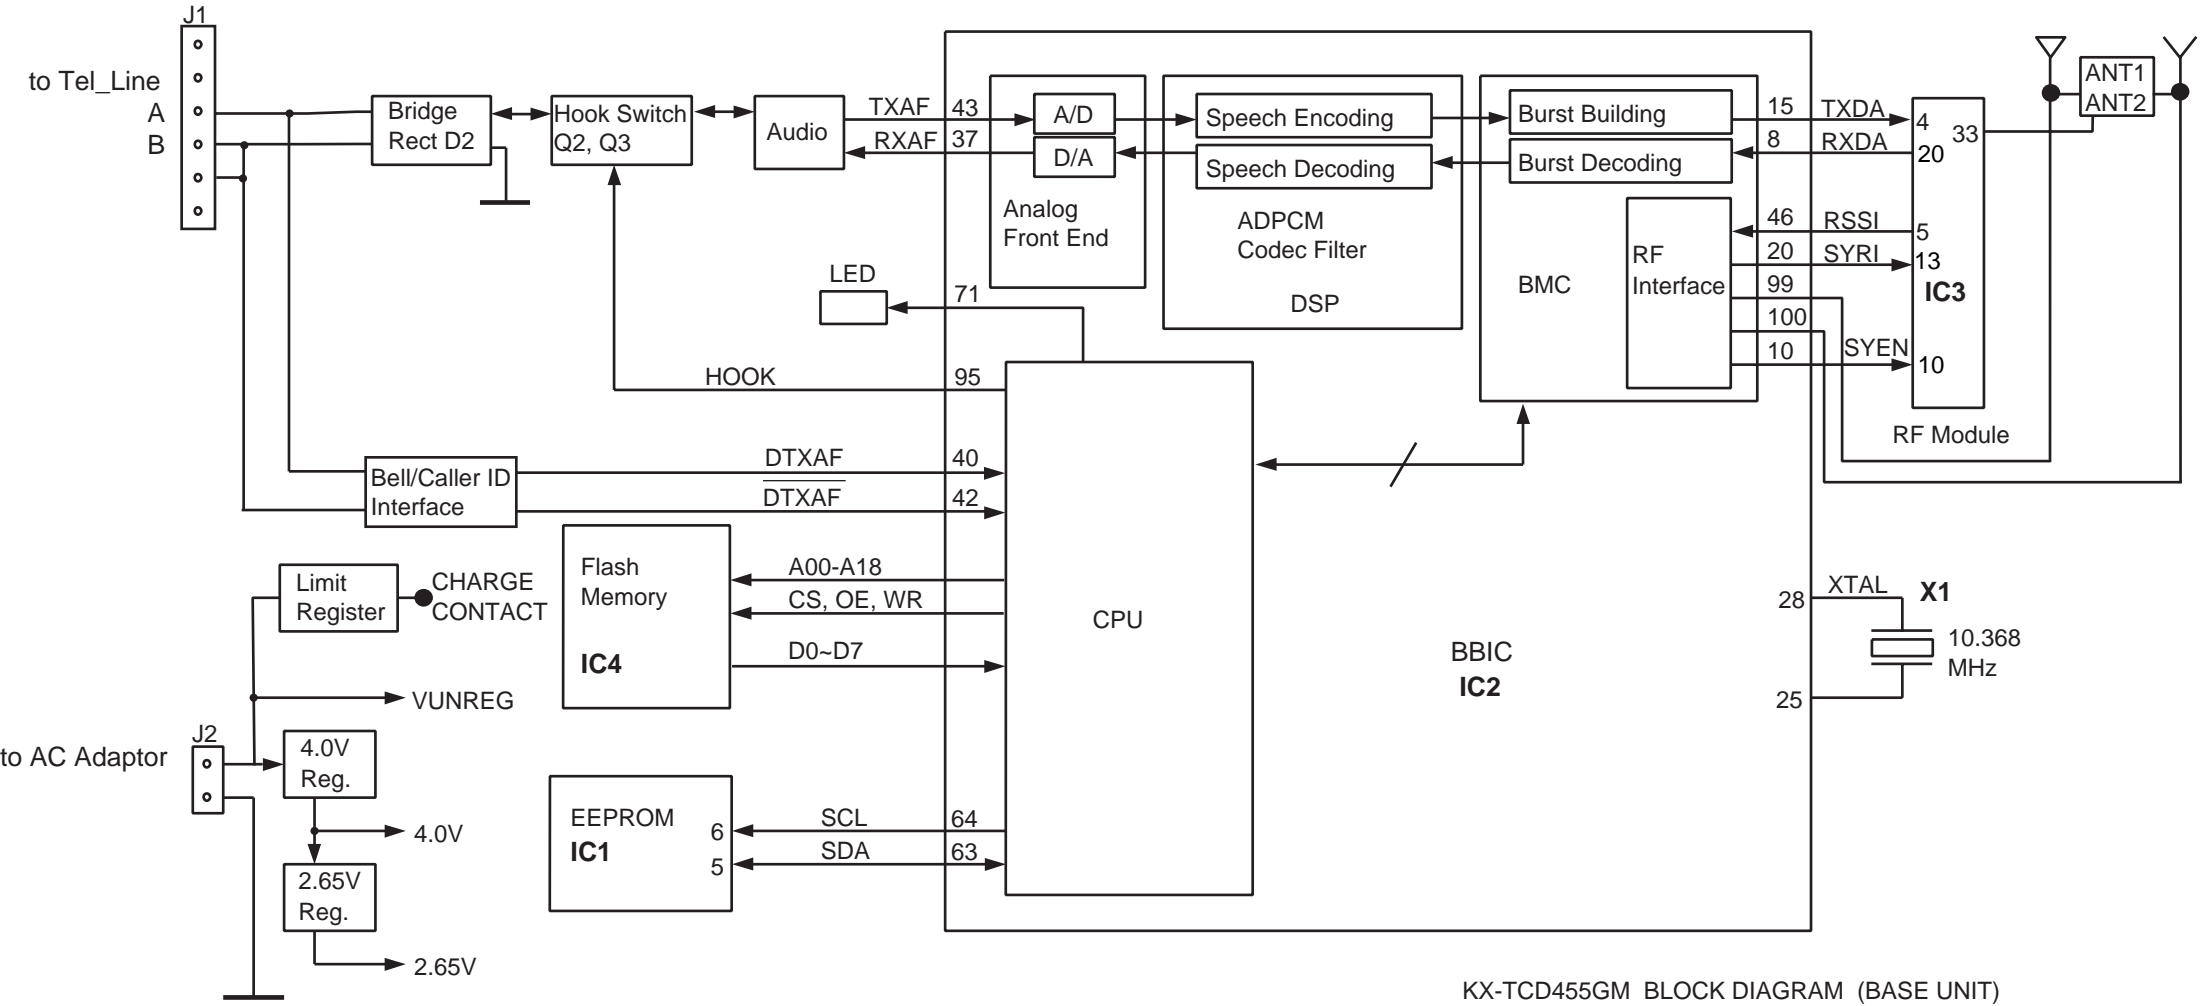 J1
to Tel_Line
A
B
Bridge
Rect D2
Hook Switch
Q2, Q3
Audio
TXAF
43
RXAF
37
A/D
D/A
Analog
Front End
Speech Encoding
Speech Decoding
ADPCM
Codec Filter
DSP
Burst Building
Burst Decoding
RF
Interface
BMC
15
TXDA
8
RXDA
46
RSSI
20
SYRI
99
100
10
SYEN
4
33
20
5
13
IC3
10
RF Module
ANT1
ANT2
LED
71
HOOK
95
Bell/Caller ID
Interface
DTXAF
40
DTXAF
42
Limit
Register
CHARGE
CONTACT
Flash
Memory
IC4
A00-A18
CS, OE, WR
D0~D7
CPU
BBIC
IC2
28
XTAL
X1
10.368
MHz
25
VUNREG
J2
to AC Adaptor
4.0V
Reg.
4.0V
2.65V
Reg.
2.65V
EEPROM
IC1
6
5
SCL
64
SDA
63
KX-TCD455GM BLOCK DIAGRAM (BASE UNIT)